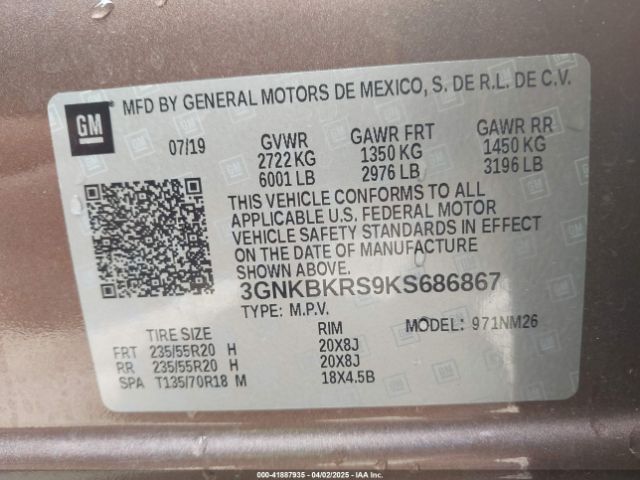 GM
MFD BY GENERAL MOTORS DE MEXICO, S. DE R.L. DE C.V.
07/19 GVWR GAWR FRT GAWR RR
2722 KG 1350 KG 1450 KG
6001 LB 2976 LB 3196 LB
THIS VEHICLE CONFORMS TO ALL
APPLICABLE U.S. FEDERAL MOTOR
VEHICLE SAFETY STANDARDS IN EFFECT
ON THE DATE OF MANUFACTURE
SHOWN ABOVE.
3GNKBKRS9KS686867
TYPE: M.P.V. MODEL: 971NM26
TIRE SIZE RIM
FRT 235/55R20 H 20X8J
RR 235/55R20 H 20X8J
SPA T135/70R18 M 18X4.5B
000-41887935 - 04/02/2025 - IAAI.COM